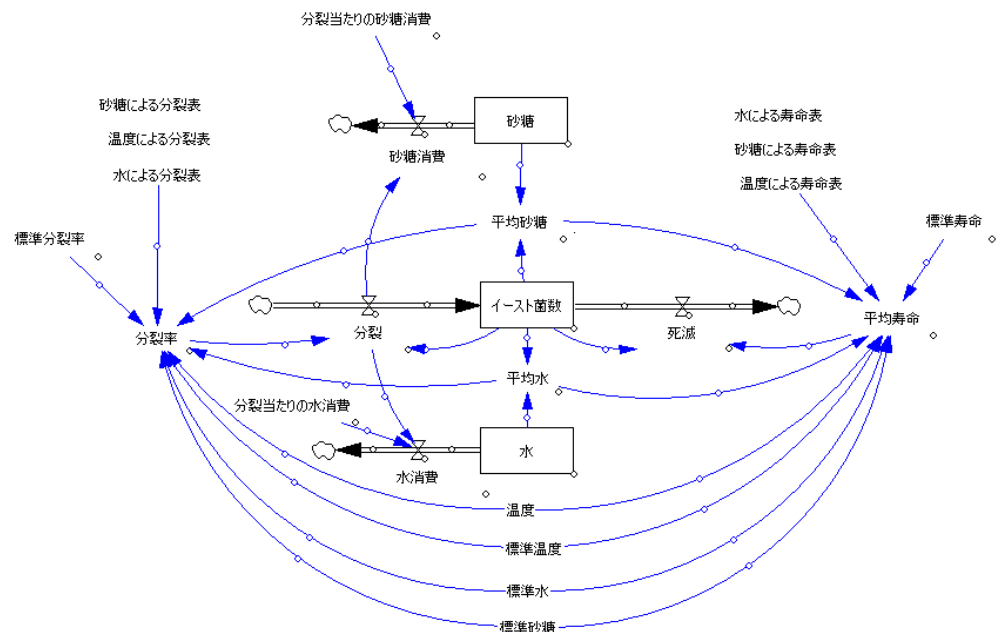 分裂当たりの砂糖消費
砂糖による分裂表
温度による分裂表
水による分裂表
標準分裂率
砂糖
砂糖消費
水による寿命表
砂糖による寿命表
温度による寿命表
標準寿命
平均砂糖
イースト菌数
分裂
死滅
分裂率
平均寿命
平均水
分裂当たりの水消費
水
水消費
温度
標準温度
標準水
標準砂糖